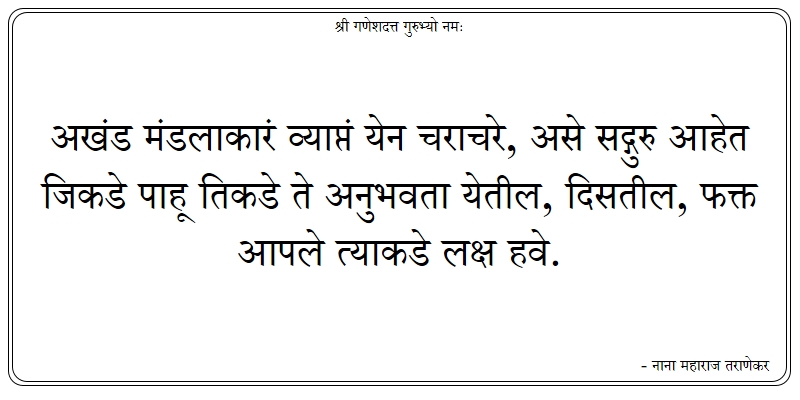 श्री गणेशदत्त गुरुभ्यो नमः
अखंड मंडलाकारं व्याप्तं येन चराचरे, असे सद्गुरु आहेत
जिकडे पाहू तिकडे ते अनुभवता येतील, दिसतील, फक्त
आपले त्याकडे लक्ष हवे.
- नाना महाराज तराणेकर